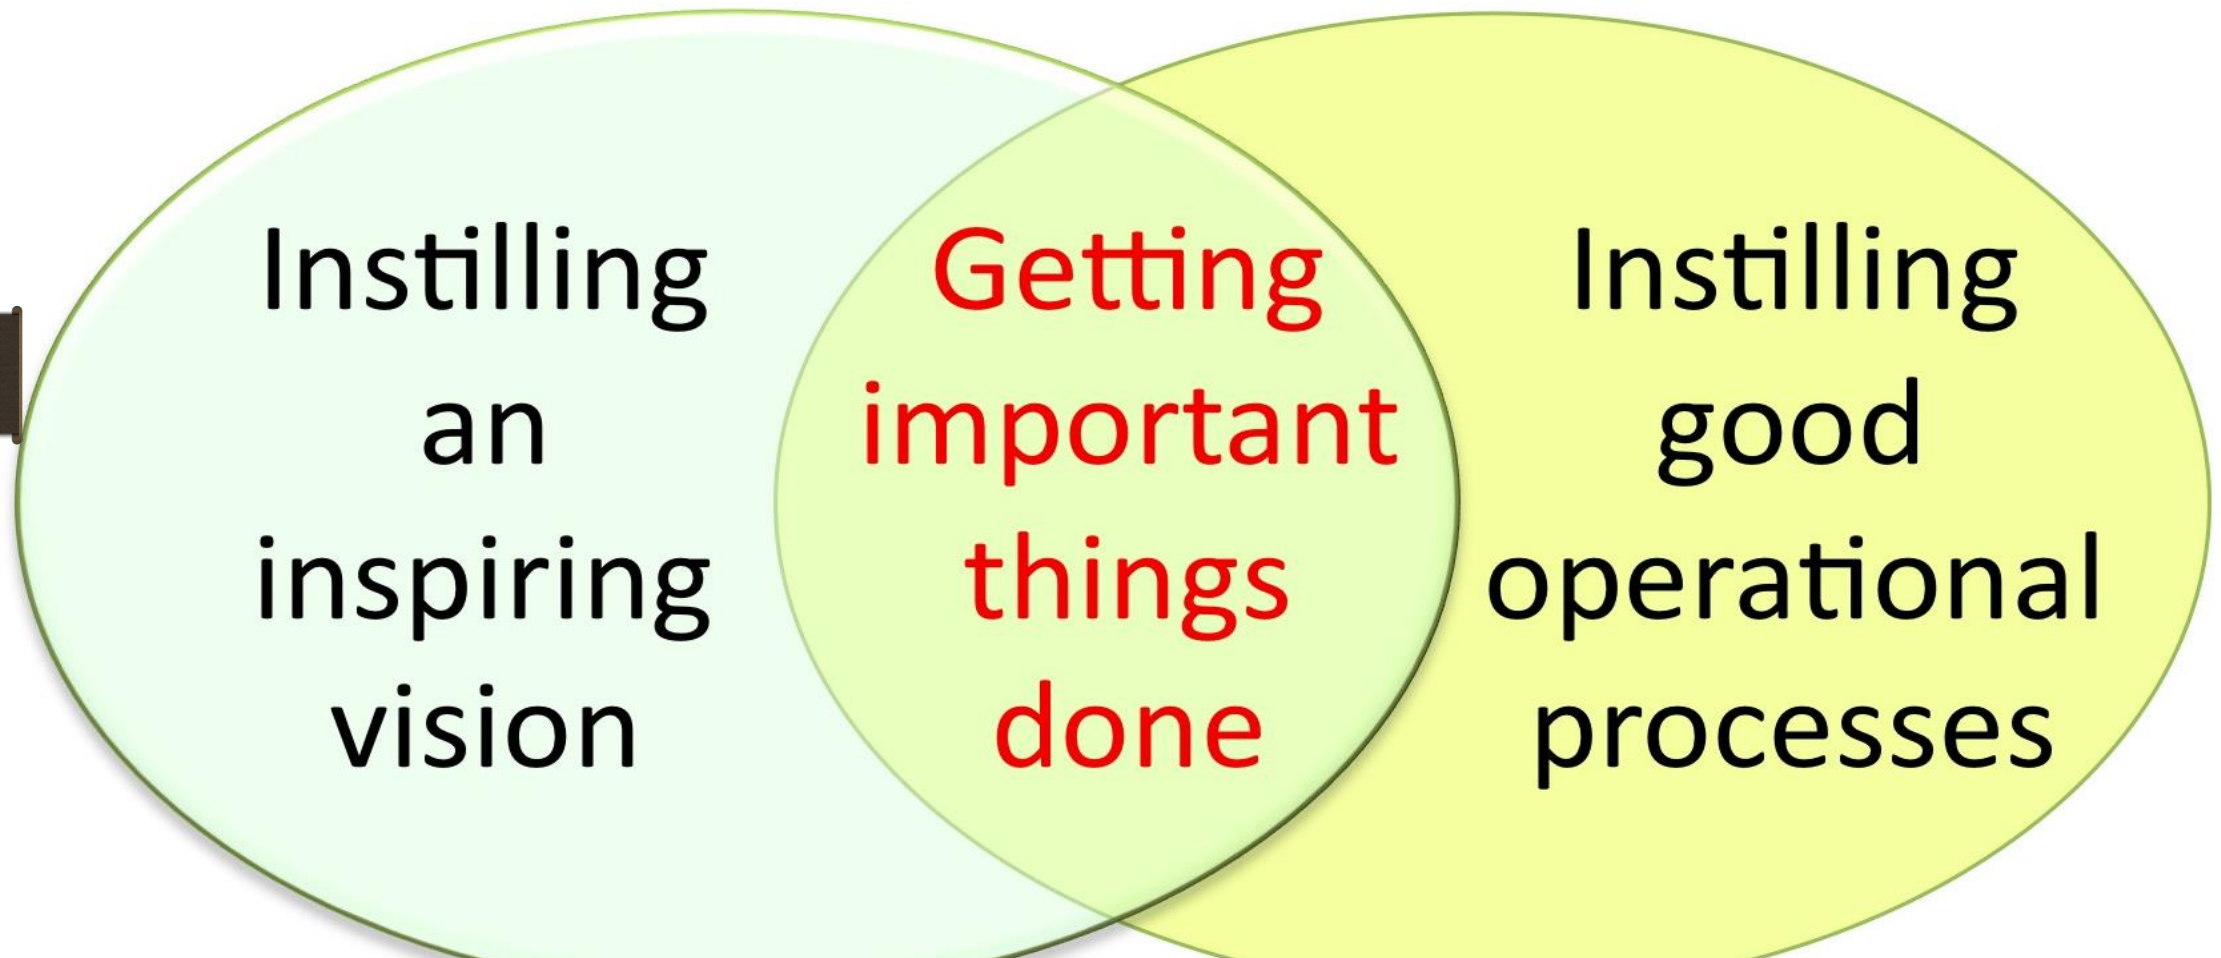 Instilling
an
inspiring
vision
Getting
important
things
done
Instilling
good
operational
processes